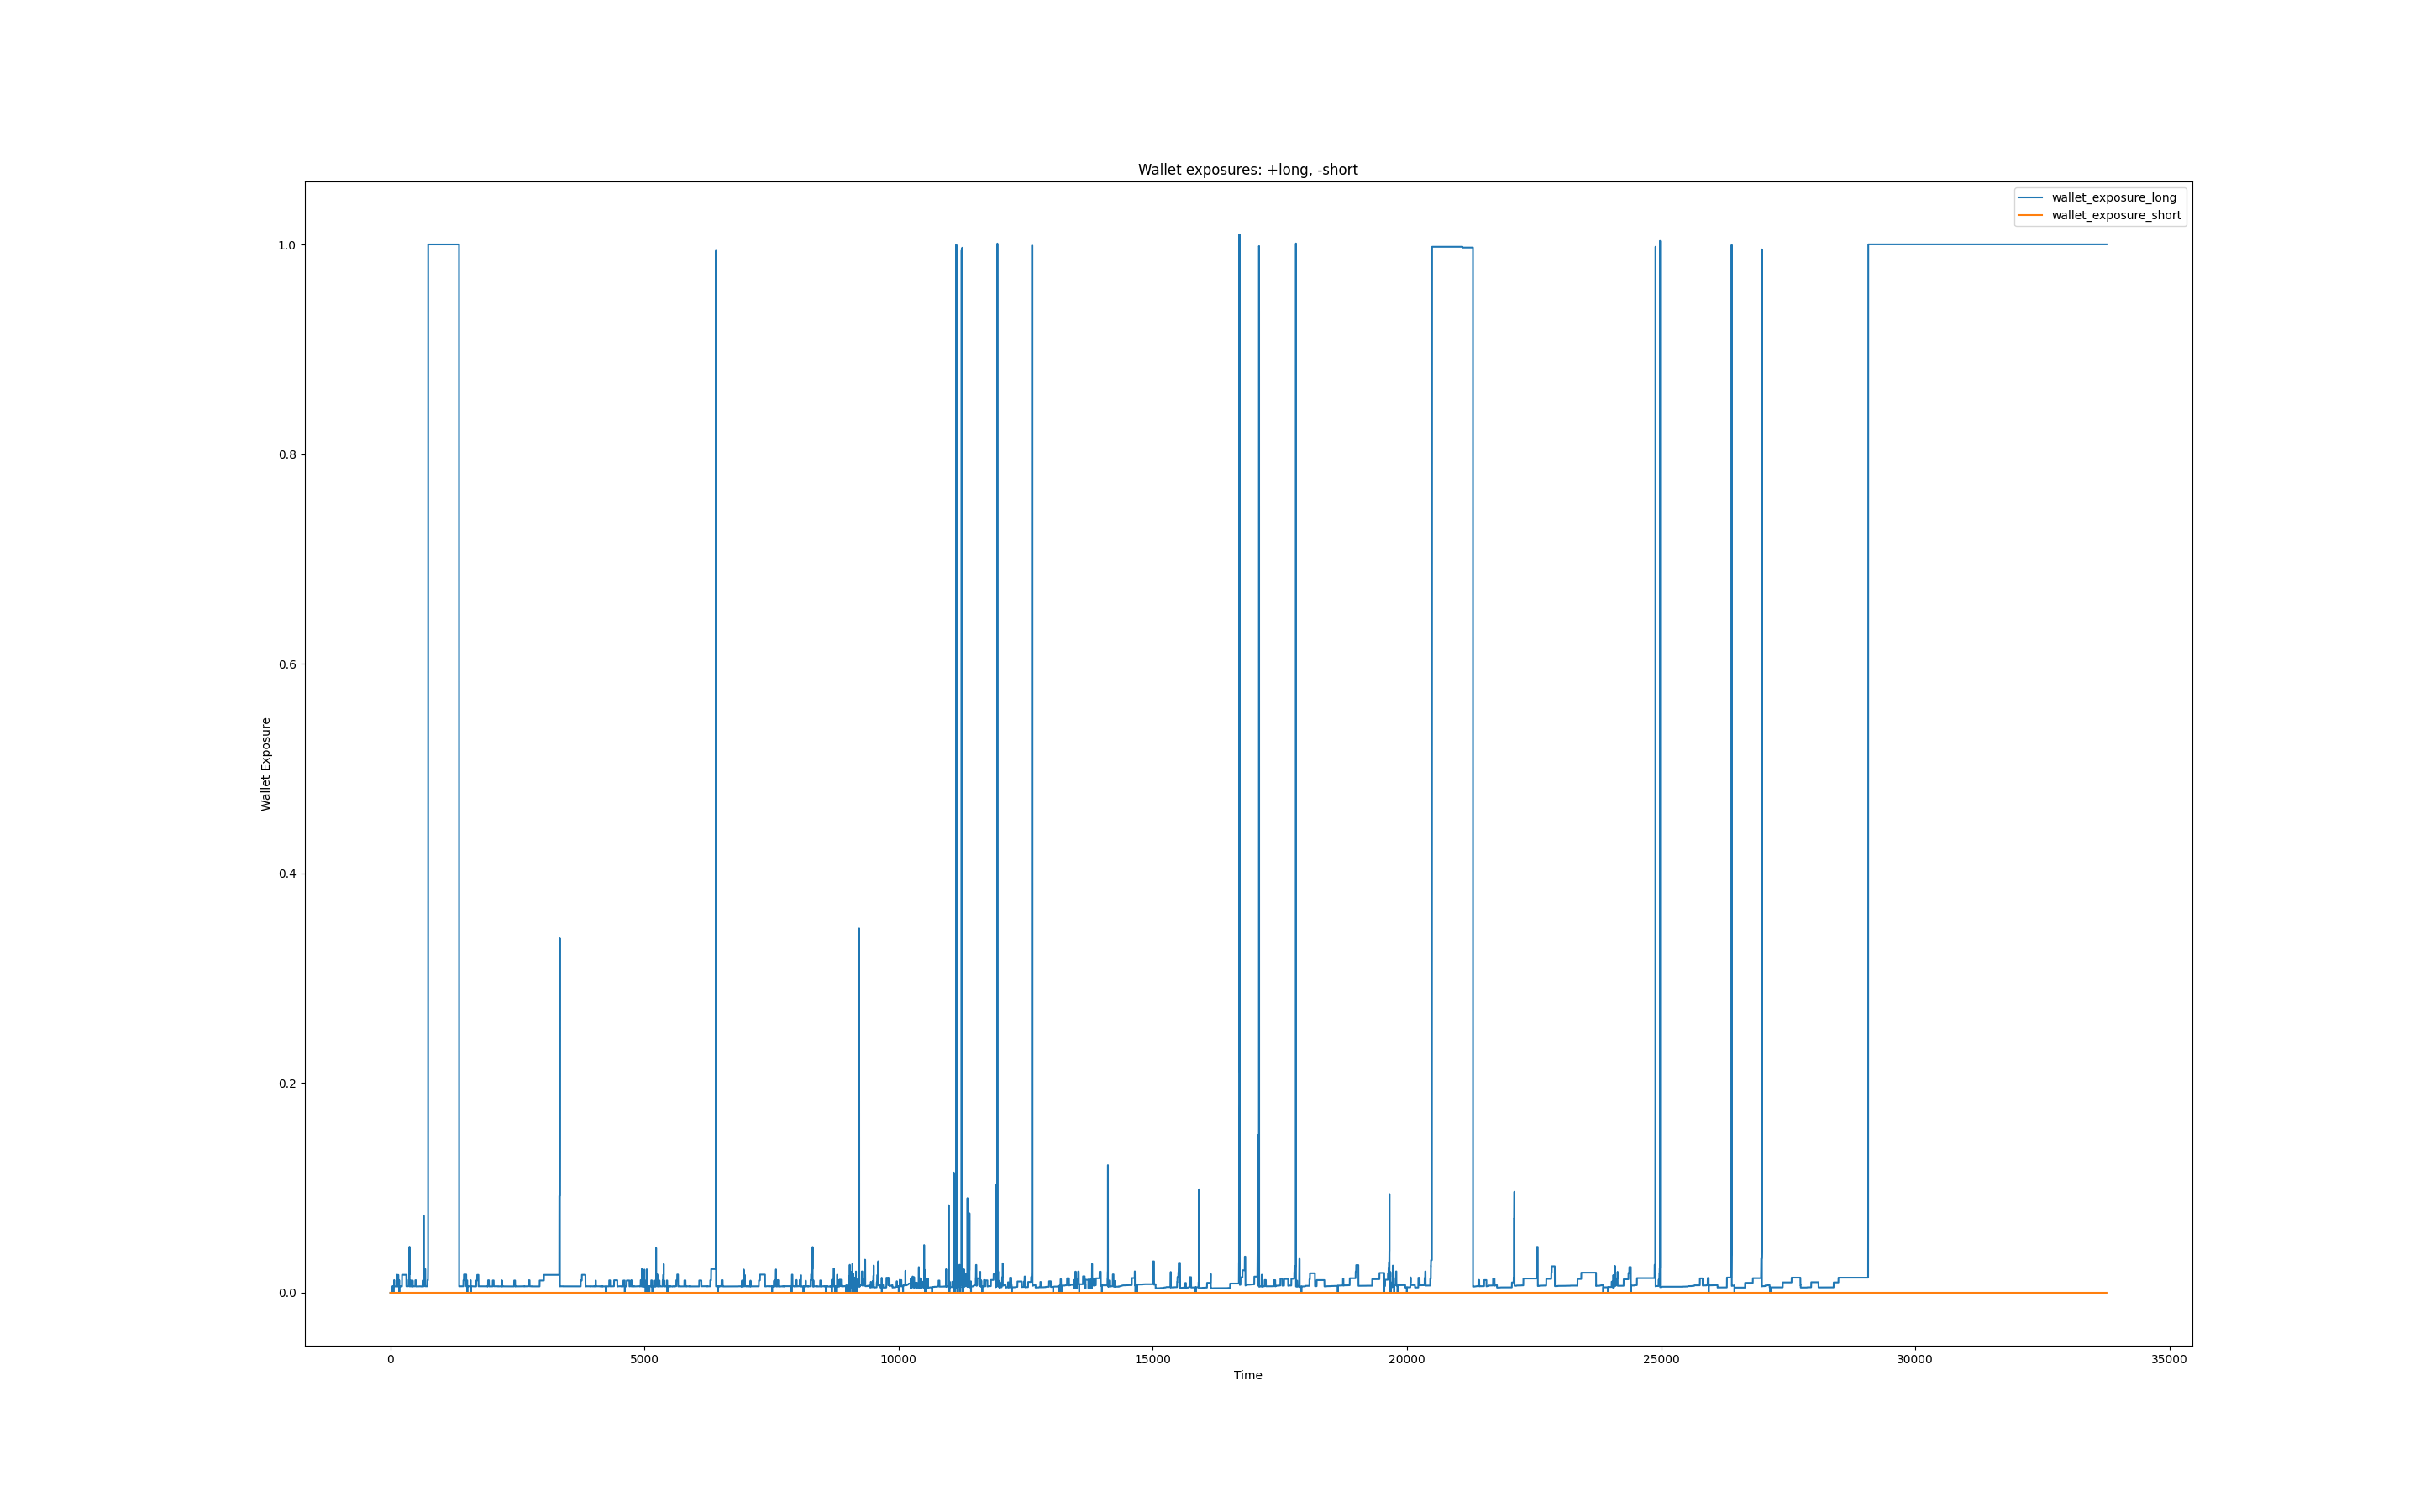 Wallet exposures: +long, -short
wallet_exposure_long
wallet_exposure_short
1.0
0.8
0.6
0.4
0.2
0.0
Wallet Exposure
0 5000 10000 15000 20000 25000 30000 35000
Time